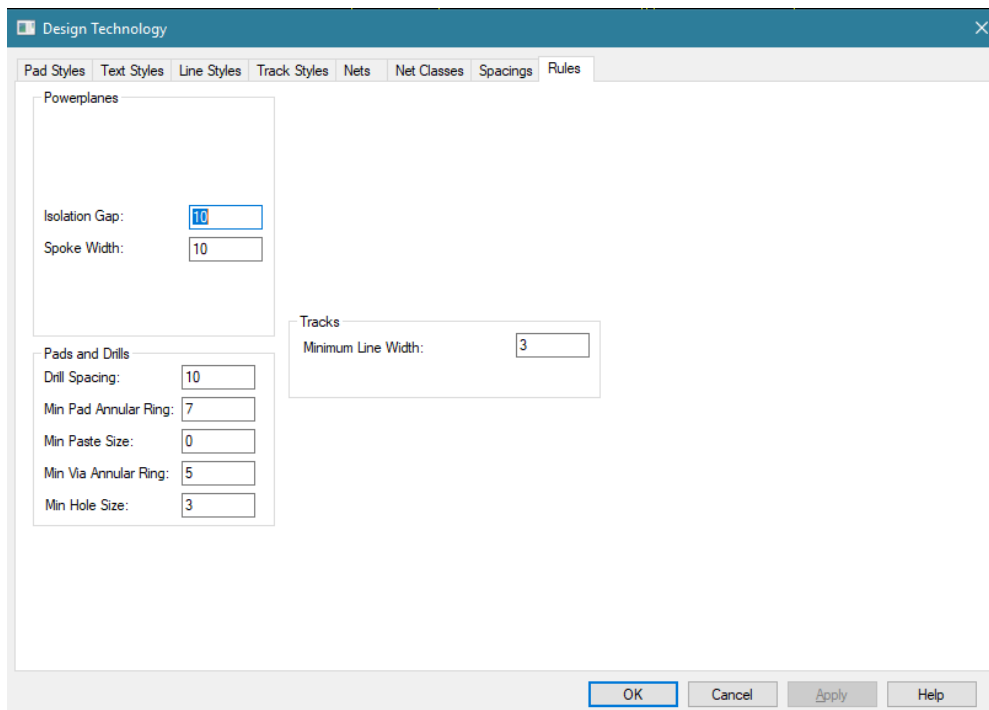 Design Technology
Pad Styles Text Styles Line Styles Track Styles Nets Net Classes Spacings Rules
Powerplanes
Isolation Gap: 10
Spoke Width: 10
Tracks
Minimum Line Width: 3
Pads and Drills
Drill Spacing: 10
Min Pad Annular Ring: 7
Min Paste Size: 0
Min Via Annular Ring: 5
Min Hole Size: 3
OK Cancel Apply Help